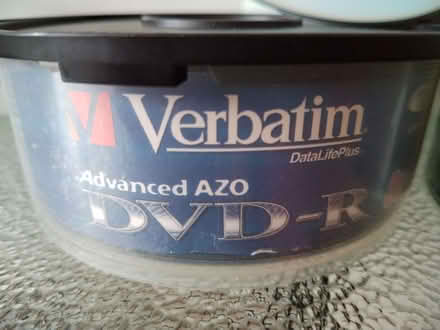 Verbatim
DataLifePlus
Advanced AZO
DVD-R